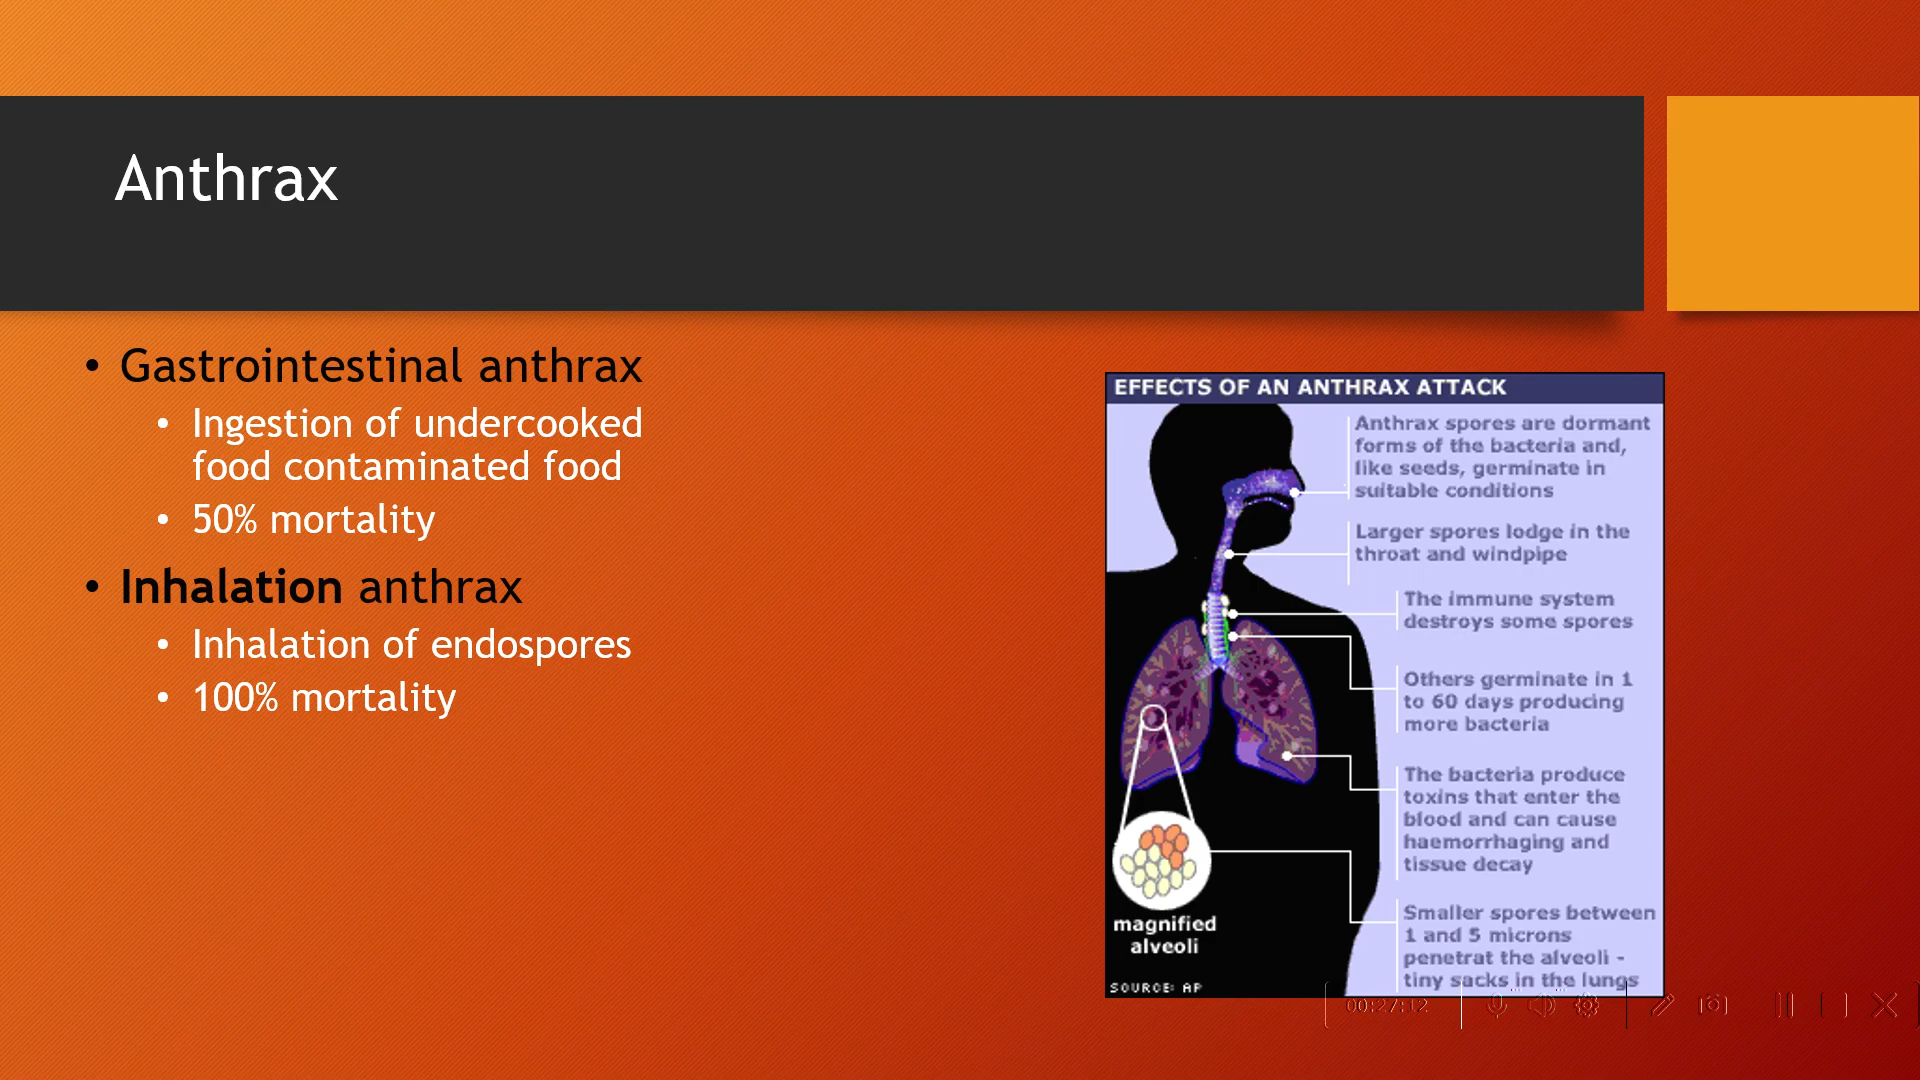 Anthrax
• Gastrointestinal anthrax
• Ingestion of undercooked
food contaminated food
• 50% mortality
• Inhalation anthrax
• Inhalation of endospores
• 100% mortality
EFFECTS OF AN ANTHRAX ATTACK
Anthrax spores are dormant
forms of the bacteria and,
like seeds, germinate in
suitable conditions
Larger spores lodge in the
throat and windpipe
The immune system
destroys some spores
Others germinate in 1
to 60 days producing
more bacteria
The bacteria produce
toxins that enter the
blood and can cause
haemorrhaging and
tissue decay
Smaller spores between
1 and 5 microns
penetrat the alveoli -
tiny sacks in the lungs
magnified
alveoli
SOURCE: AP
00:27:12